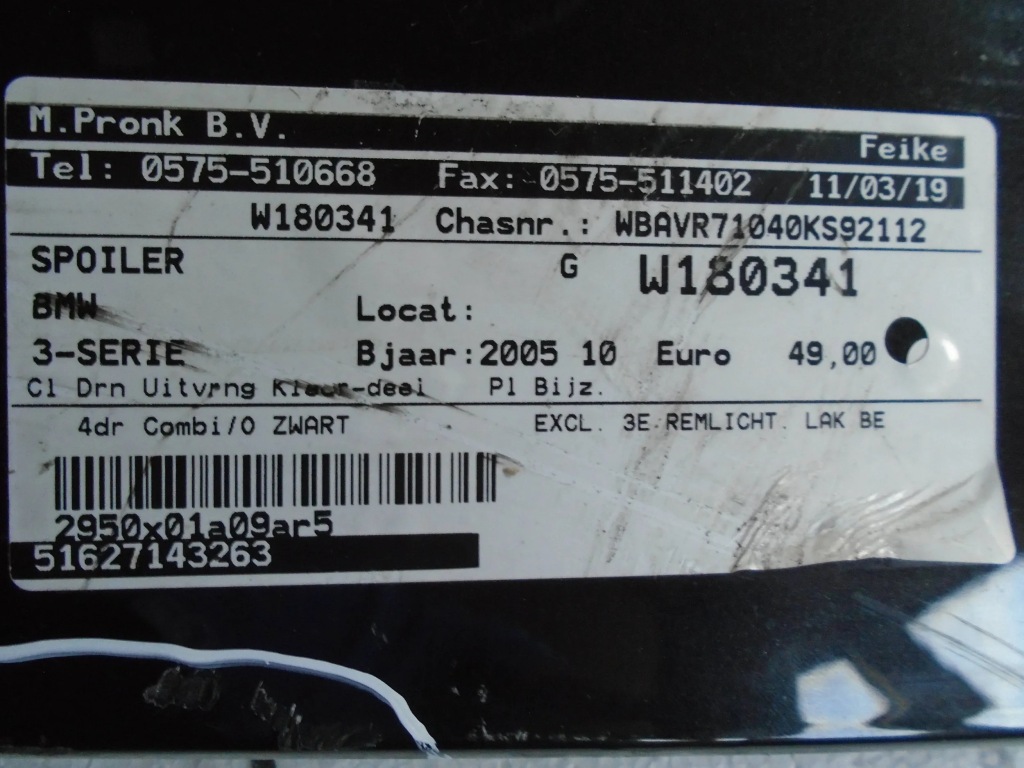 M.Pronk B.V.
Feike
Tel: 0575-510668 Fax: 0575-511402 11/03/19
W180341 Chasnr.: WBAVR71040KS92112
SPOILER G W180341
BMW Locat:
3-SERIE Bjaar:2005 10 Euro 49,00
Cl Drn Uitvrng Kleur-deel Pl Bijz.
4dr Combi/O ZWART EXCL. 3E REMLICHT. LAK BE
2950x01a09ar5
51627143263